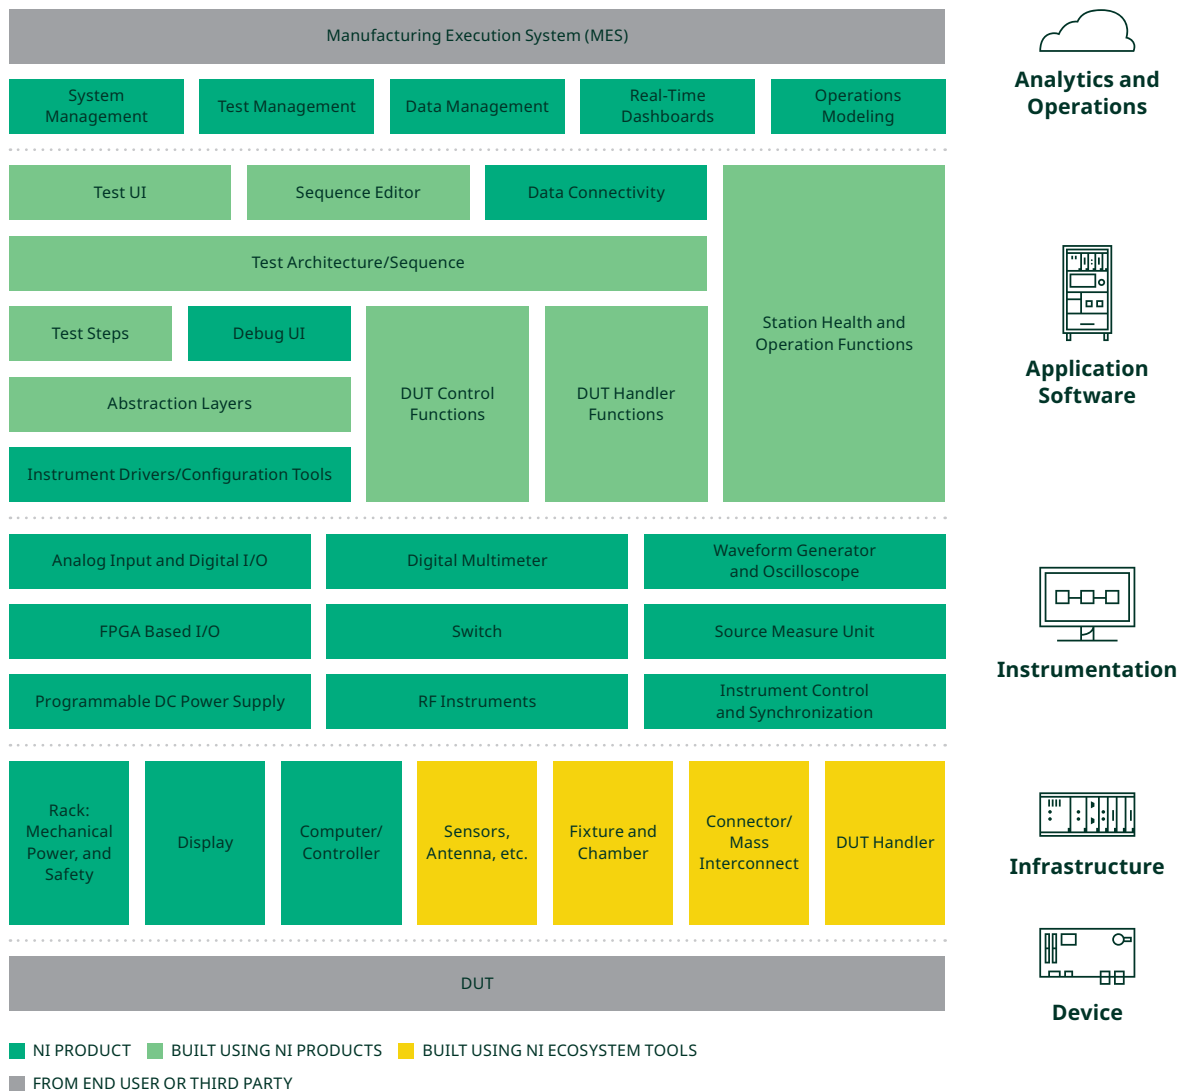 Manufacturing Execution System (MES)
System
Management
Test Management
Data Management
Real-Time
Dashboards
Operations
Modeling
Analytics and
Operations
Test UI
Sequence Editor
Data Connectivity
Test Architecture/Sequence
Test Steps
Debug UI
Abstraction Layers
Instrument Drivers/Configuration Tools
DUT Control
Functions
DUT Handler
Functions
Station Health and
Operation Functions
Application
Software
Analog Input and Digital I/O
Digital Multimeter
Waveform Generator
and Oscilloscope
FPGA Based I/O
Switch
Source Measure Unit
Programmable DC Power Supply
RF Instruments
Instrument Control
and Synchronization
Instrumentation
Rack:
Mechanical
Power, and
Safety
Display
Computer/
Controller
Sensors,
Antenna, etc.
Fixture and
Chamber
Connector/
Mass
Interconnect
DUT Handler
Infrastructure
DUT
Device
NI PRODUCT
BUILT USING NI PRODUCTS
BUILT USING NI ECOSYSTEM TOOLS
FROM END USER OR THIRD PARTY